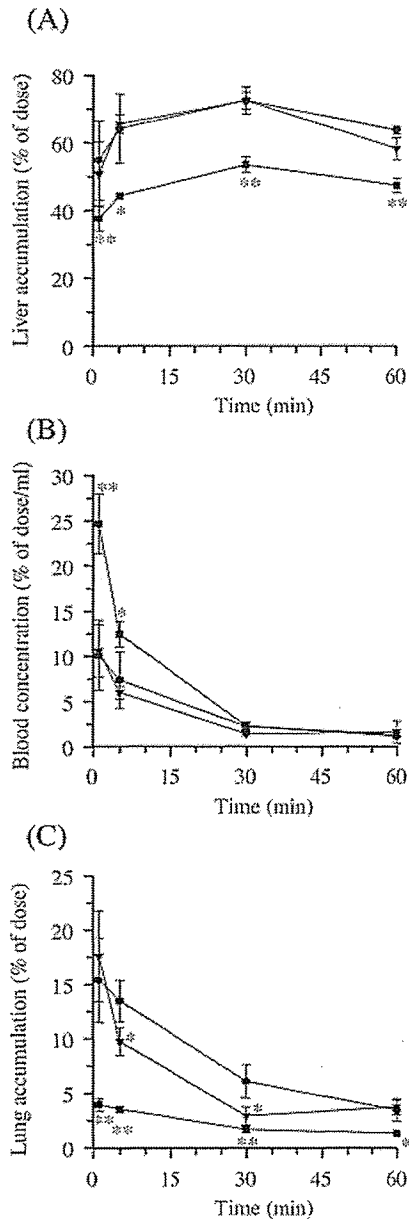 (A)
Liver accumulation (% of dose)
80
60
40
20
0
**
*
**
**
0 15 30 45 60
Time (min)
(B)
Blood concentration (% of dose/ml)
30
25
20
15
10
5
0
**
*
0 15 30 45 60
Time (min)
(C)
Lung accumulation (% of dose)
25
20
15
10
5
0
*
*
**
**
**
*
0 15 30 45 60
Time (min)